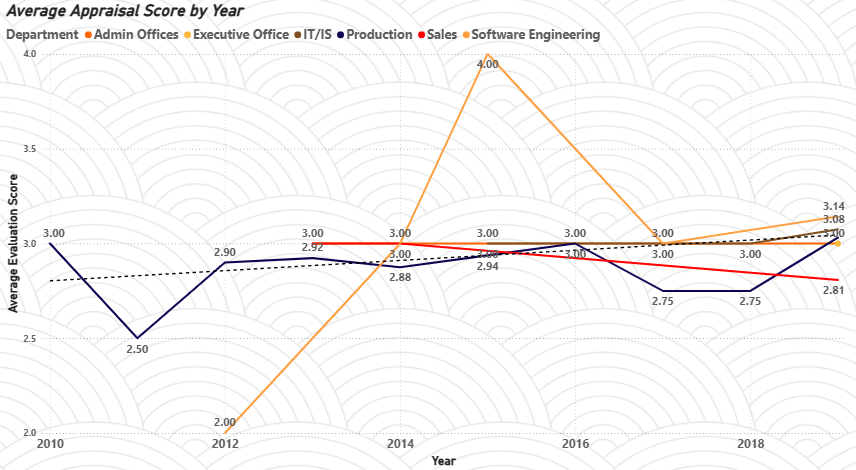 Average Appraisal Score by Year
Department Admin Offices Executive Office IT/IS Production Sales Software Engineering
4.0
4.00
3.5
Average Evaluation Score
3.14
3.08
3.00 3.00 3.00 3.00 3.00 3.00
2.90 2.92
3.0
3.00 3.00 3.00 3.00
2.88 2.94
2.75 2.75 2.81
2.50
2.5
2.00
2.0
2010 2012 2014 2016 2018
Year